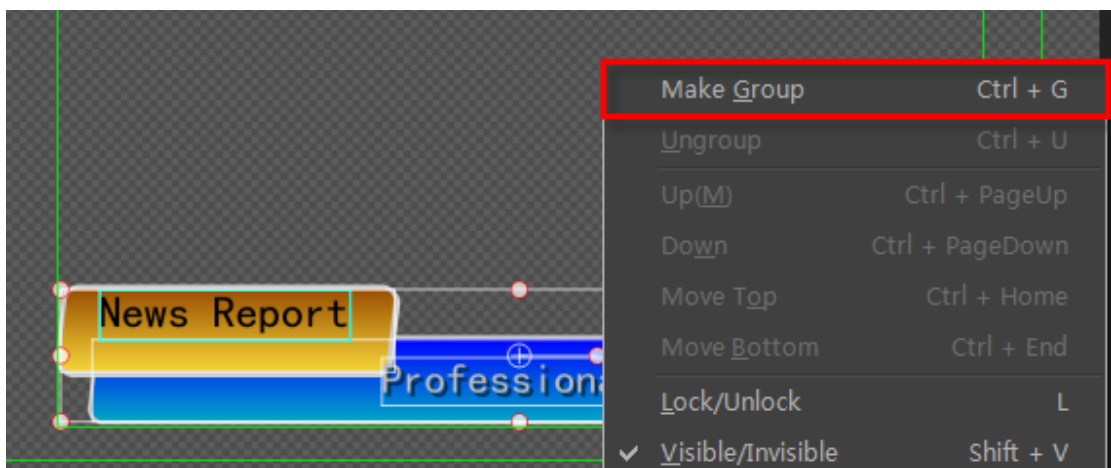 Make Group Ctrl + G
Ungroup Ctrl + U
Up(M) Ctrl + PageUp
Down Ctrl + PageDown
Move Top Ctrl + Home
Move Bottom Ctrl + End
Lock/Unlock L
Visible/Invisible Shift + V
News Report